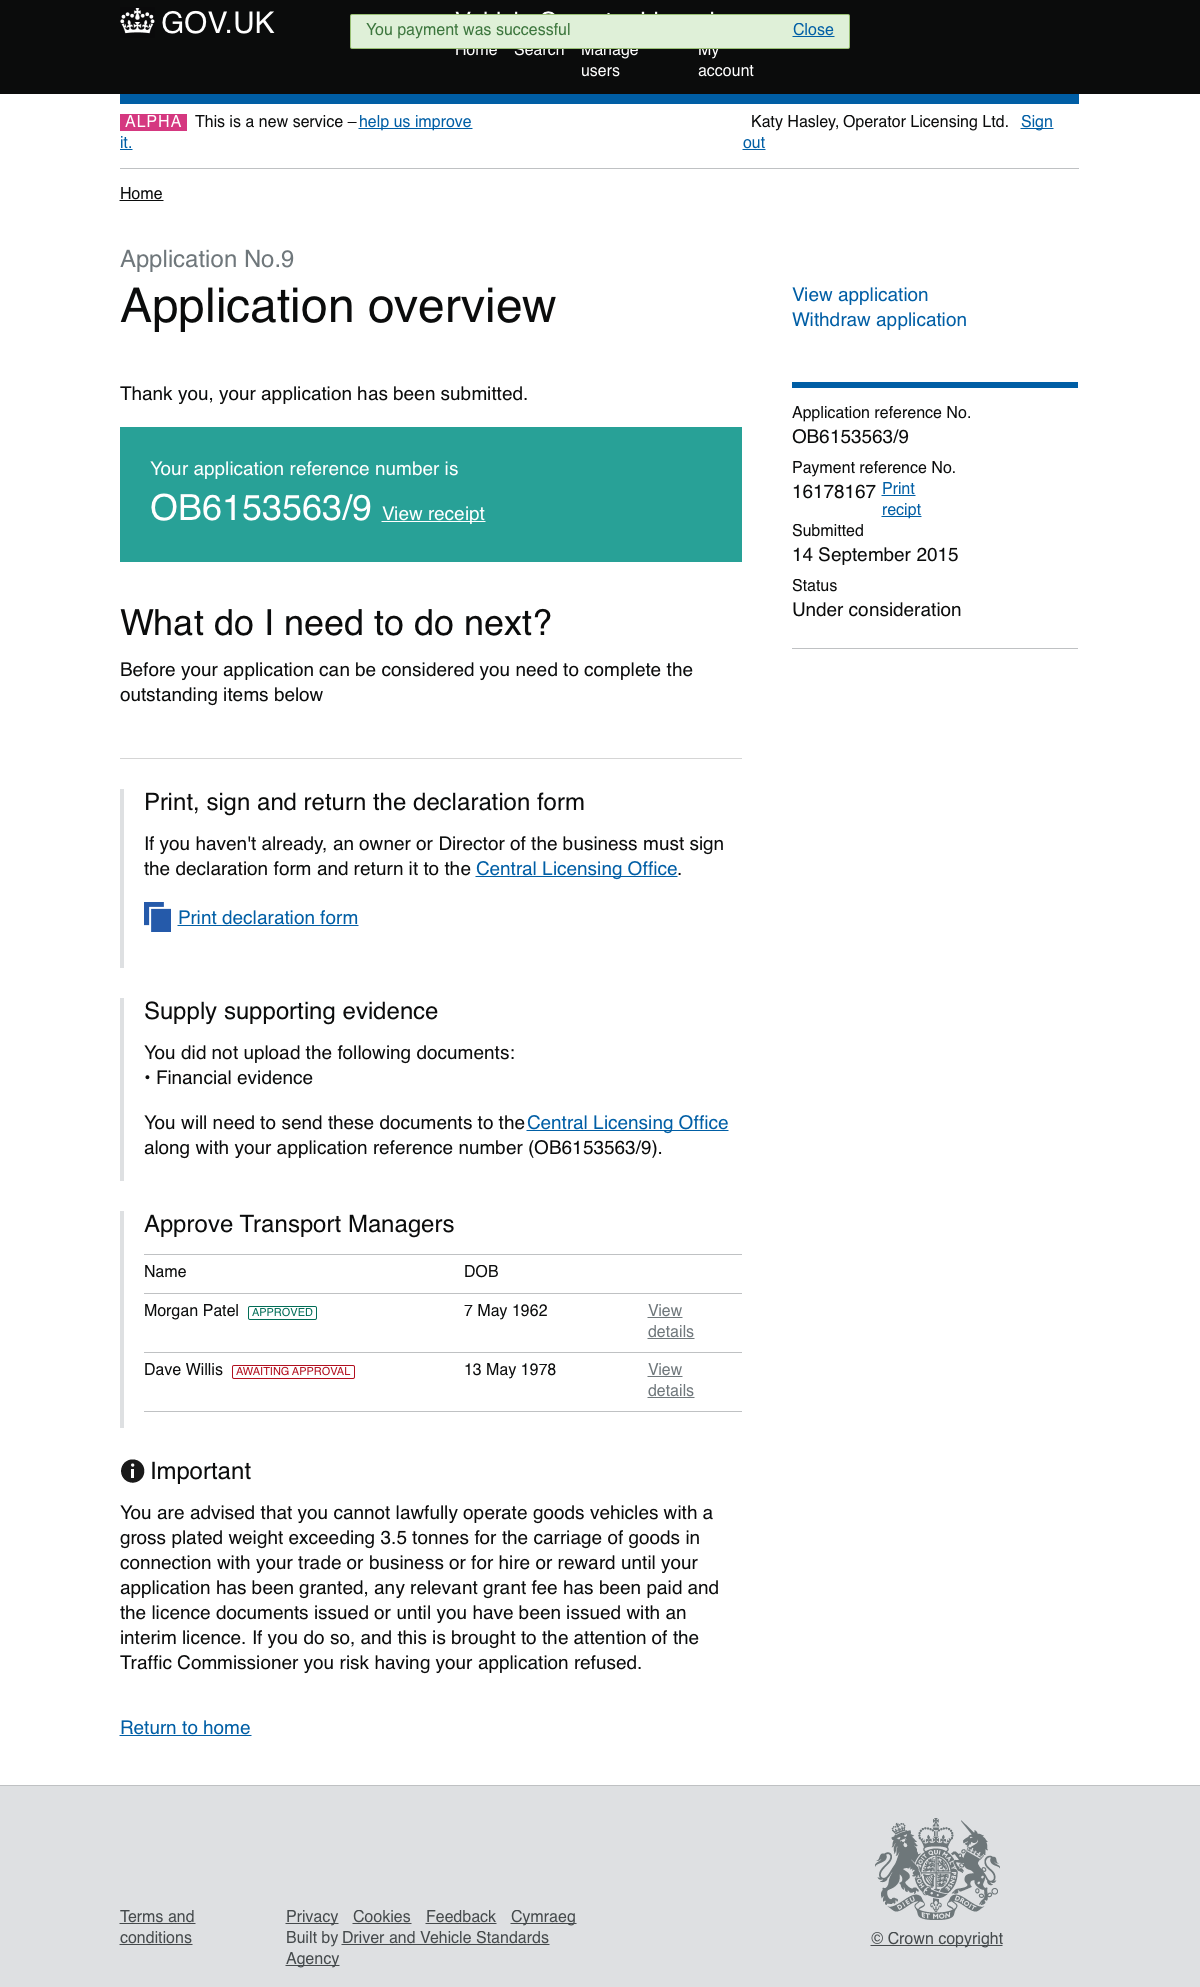 GOV.UK
You payment was successful Close
Home Search Manage users My account
ALPHA This is a new service – help us improve it.
Katy Hasley, Operator Licensing Ltd. Sign out
Home
Application No.9
Application overview
Thank you, your application has been submitted.
Your application reference number is
OB6153563/9 View receipt
What do I need to do next?
Before your application can be considered you need to complete the
outstanding items below
Print, sign and return the declaration form
If you haven't already, an owner or Director of the business must sign
the declaration form and return it to the Central Licensing Office.
Print declaration form
Supply supporting evidence
You did not upload the following documents:
• Financial evidence
You will need to send these documents to the Central Licensing Office
along with your application reference number (OB6153563/9).
Approve Transport Managers
Name DOB
Morgan Patel APPROVED 7 May 1962 View details
Dave Willis AWAITING APPROVAL 13 May 1978 View details
Important
You are advised that you cannot lawfully operate goods vehicles with a
gross plated weight exceeding 3.5 tonnes for the carriage of goods in
connection with your trade or business or for hire or reward until your
application has been granted, any relevant grant fee has been paid and
the licence documents issued or until you have been issued with an
interim licence. If you do so, and this is brought to the attention of the
Traffic Commissioner you risk having your application refused.
Return to home
View application
Withdraw application
Application reference No.
OB6153563/9
Payment reference No.
16178167 Print recipt
Submitted
14 September 2015
Status
Under consideration
Terms and conditions
Privacy Cookies Feedback Cymraeg
Built by Driver and Vehicle Standards
Agency
© Crown copyright